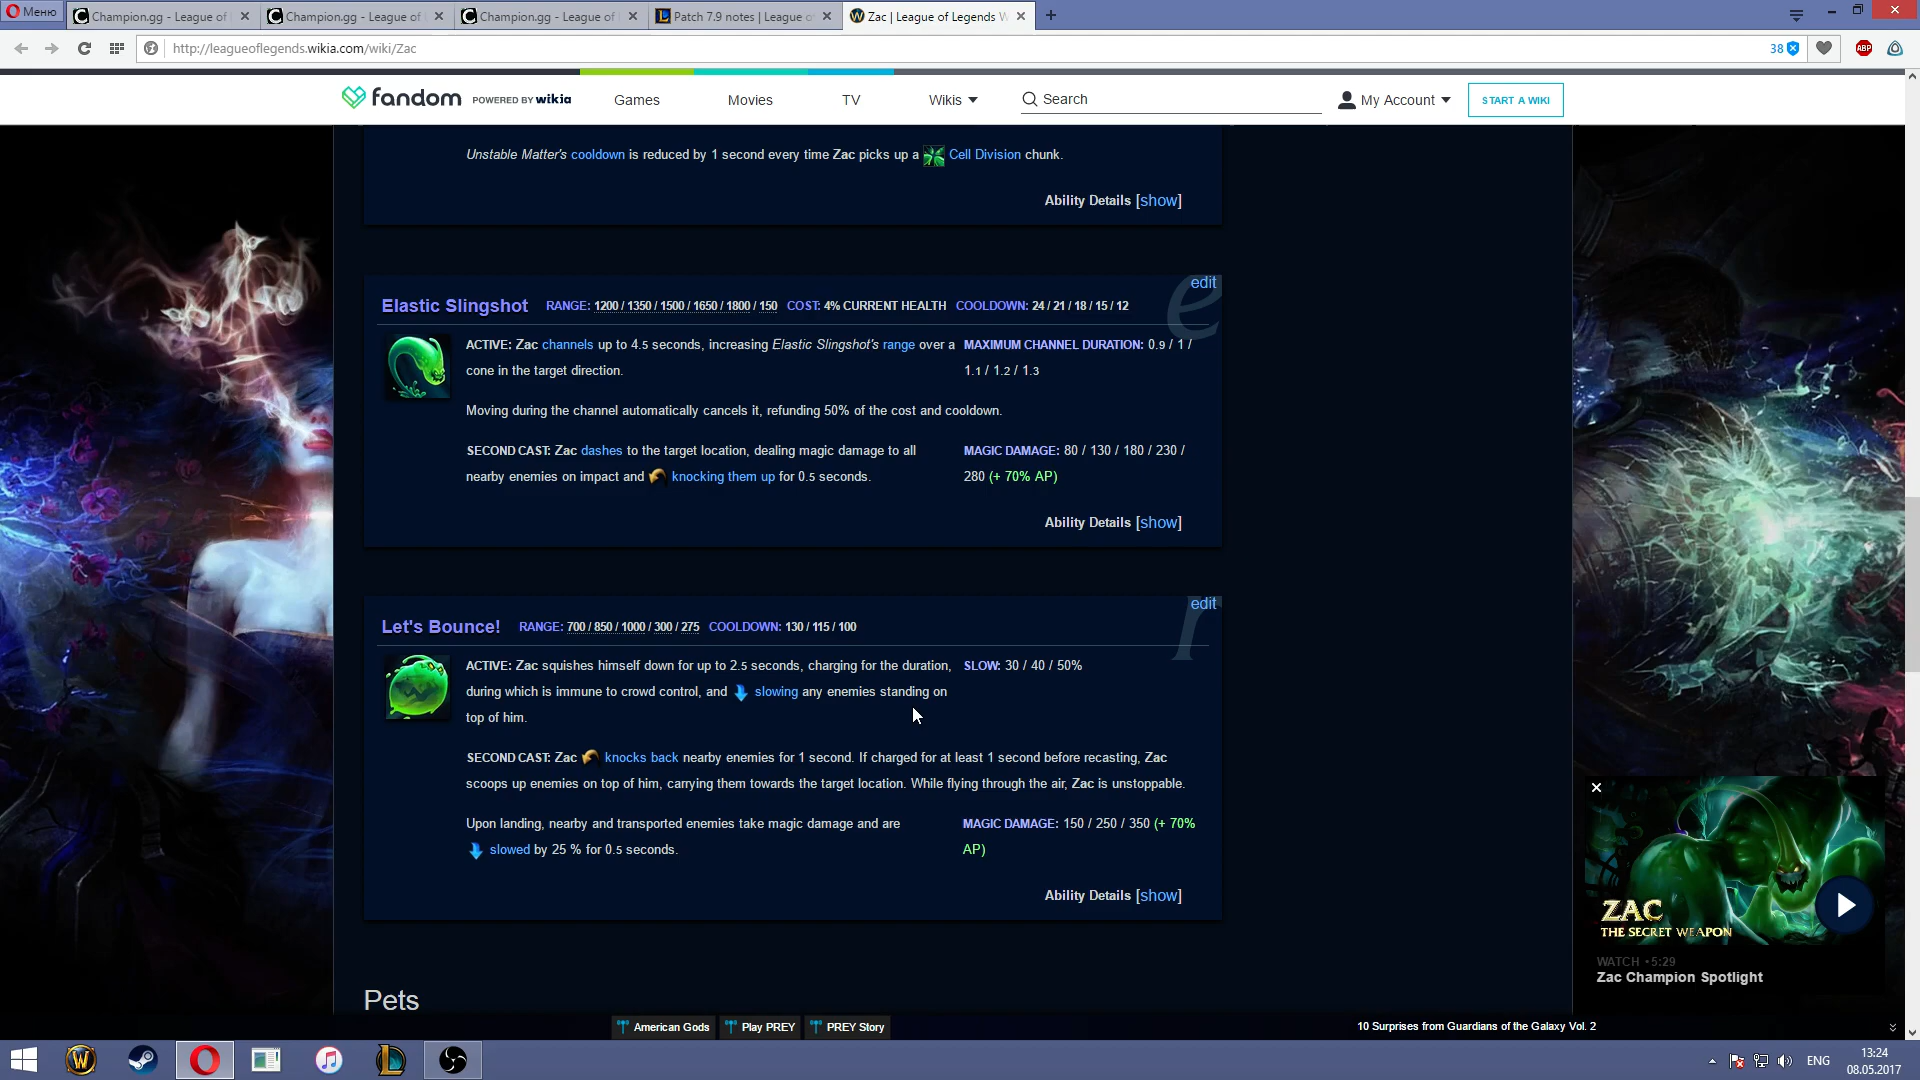 Меню
Champion.gg - League of
Champion.gg - League of
Champion.gg - League of
Patch 7.9 notes | League o
Zac | League of Legends W
http://leagueoflegends.wikia.com/wiki/Zac
38
ABP
fandom POWERED BY wikia
Games
Movies
TV
Wikis
Search
My Account
START A WIKI
Unstable Matter's cooldown is reduced by 1 second every time Zac picks up a Cell Division chunk.
Ability Details [show]
edit
e
Elastic Slingshot RANGE: 1200 / 1350 / 1500 / 1650 / 1800 / 150 COST: 4% CURRENT HEALTH COOLDOWN: 24 / 21 / 18 / 15 / 12
ACTIVE: Zac channels up to 4.5 seconds, increasing Elastic Slingshot's range over a
cone in the target direction.
MAXIMUM CHANNEL DURATION: 0.9 / 1 /
1.1 / 1.2 / 1.3
Moving during the channel automatically cancels it, refunding 50% of the cost and cooldown.
SECOND CAST: Zac dashes to the target location, dealing magic damage to all
nearby enemies on impact and knocking them up for 0.5 seconds.
MAGIC DAMAGE: 80 / 130 / 180 / 230 /
280 (+ 70% AP)
Ability Details [show]
edit
r
Let's Bounce! RANGE: 700 / 850 / 1000 / 300 / 275 COOLDOWN: 130 / 115 / 100
ACTIVE: Zac squishes himself down for up to 2.5 seconds, charging for the duration,
during which is immune to crowd control, and slowing any enemies standing on
top of him.
SLOW: 30 / 40 / 50%
SECOND CAST: Zac knocks back nearby enemies for 1 second. If charged for at least 1 second before recasting, Zac
scoops up enemies on top of him, carrying them towards the target location. While flying through the air, Zac is unstoppable.
Upon landing, nearby and transported enemies take magic damage and are
slowed by 25 % for 0.5 seconds.
MAGIC DAMAGE: 150 / 250 / 350 (+ 70%
AP)
Ability Details [show]
Pets
ZAC
THE SECRET WEAPON
WATCH • 5:29
Zac Champion Spotlight
American Gods
Play PREY
PREY Story
10 Surprises from Guardians of the Galaxy Vol. 2
ENG
13:24
08.05.2017